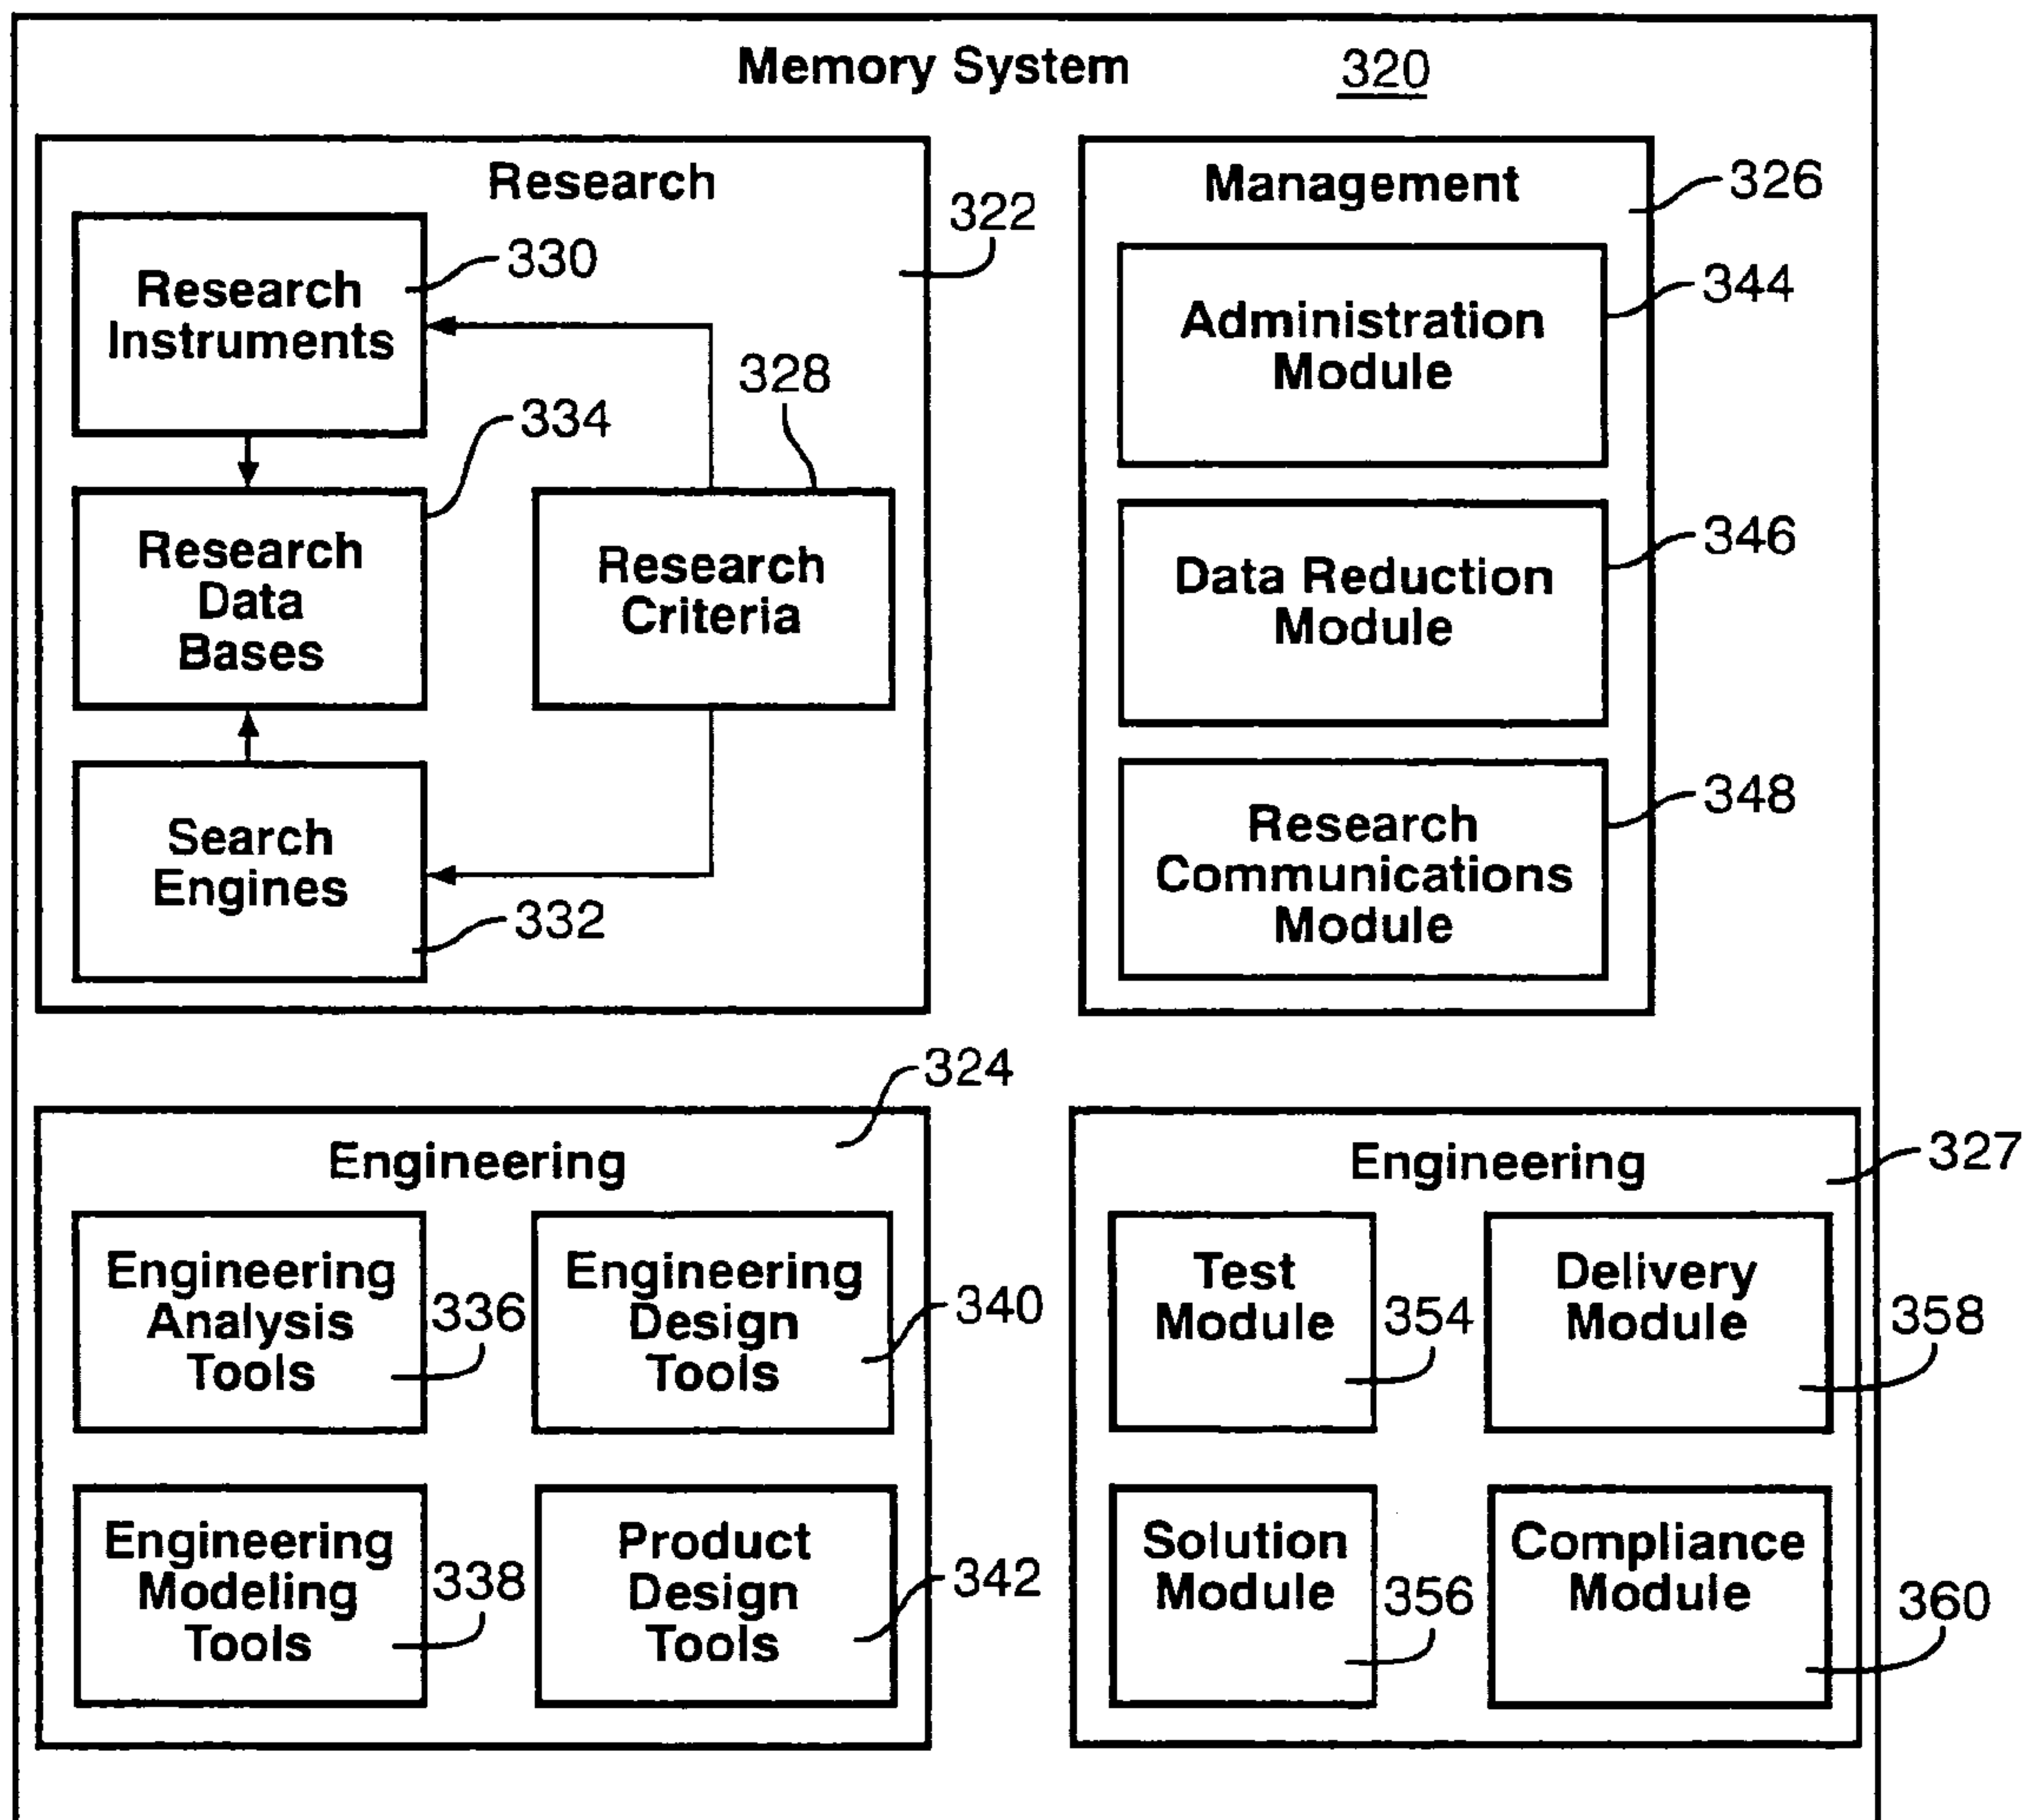 Memory System 320
Research
322
Research
Instruments
330
328
334
Research
Data
Bases
Research
Criteria
Search
Engines
332
Management
326
Administration
Module
344
Data Reduction
Module
346
Research
Communications
Module
348
324
Engineering
Engineering
Analysis
Tools
336
Engineering
Design
Tools
340
Engineering
Modeling
Tools
338
Product
Design
Tools
342
Engineering
327
Test
Module
354
Delivery
Module
358
Solution
Module
356
Compliance
Module
360